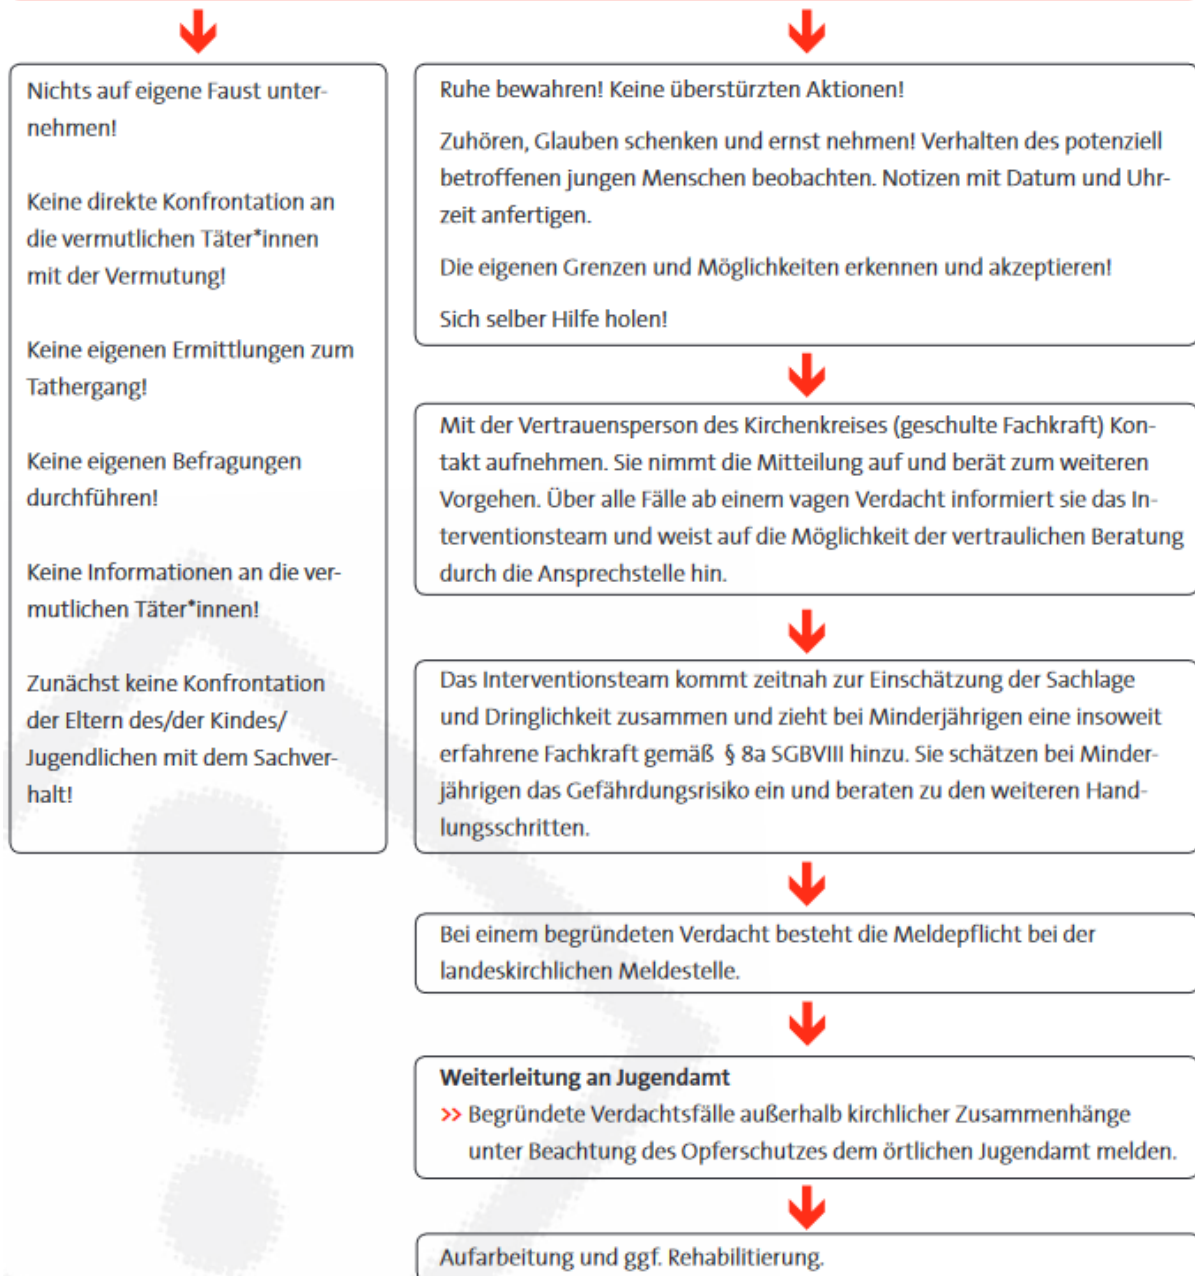 Nichts auf eigene Faust unter-
nehmen!
Keine direkte Konfrontation an
die vermutlichen Täter*innen
mit der Vermutung!
Keine eigenen Ermittlungen zum
Tathergang!
Keine eigenen Befragungen
durchführen!
Keine Informationen an die ver-
mutlichen Täter*innen!
Zunächst keine Konfrontation
der Eltern des/der Kindes/
Jugendlichen mit dem Sachver-
halt!
Ruhe bewahren! Keine überstürzten Aktionen!
Zuhören, Glauben schenken und ernst nehmen! Verhalten des potenziell
betroffenen jungen Menschen beobachten. Notizen mit Datum und Uhr-
zeit anfertigen.
Die eigenen Grenzen und Möglichkeiten erkennen und akzeptieren!
Sich selber Hilfe holen!
Mit der Vertrauensperson des Kirchenkreises (geschulte Fachkraft) Kon-
takt aufnehmen. Sie nimmt die Mitteilung auf und berät zum weiteren
Vorgehen. Über alle Fälle ab einem vagen Verdacht informiert sie das In-
terventionsteam und weist auf die Möglichkeit der vertraulichen Beratung
durch die Ansprechstelle hin.
Das Interventionsteam kommt zeitnah zur Einschätzung der Sachlage
und Dringlichkeit zusammen und zieht bei Minderjährigen eine insoweit
erfahrene Fachkraft gemäß § 8a SGBVIII hinzu. Sie schätzen bei Minder-
jährigen das Gefährdungsrisiko ein und beraten zu den weiteren Hand-
lungsschritten.
Bei einem begründeten Verdacht besteht die Meldepflicht bei der
landeskirchlichen Meldestelle.
Weiterleitung an Jugendamt
>> Begründete Verdachtsfälle außerhalb kirchlicher Zusammenhänge
unter Beachtung des Opferschutzes dem örtlichen Jugendamt melden.
Aufarbeitung und ggf. Rehabilitierung.